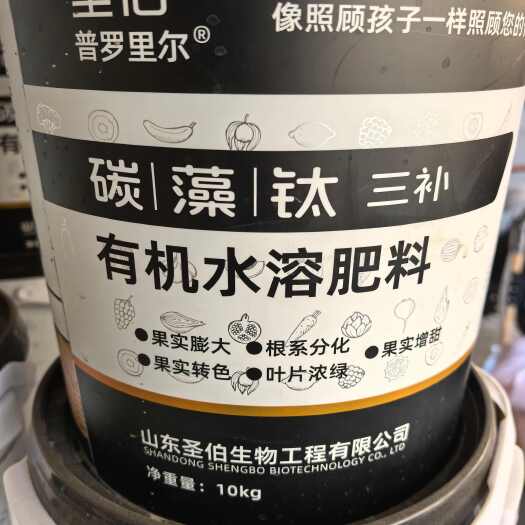 像照顾孩子一样照顾您的
圣伯
普罗里尔®
碳|藻|钛 三补
有机水溶肥料
●果实膨大 ●根系分化 ●果实增甜
●果实转色 ●叶片浓绿
山东圣伯生物工程有限公司
SHANDONG SHENGBO BIOTECHNOLOGY CO., LTD
净重量：10kg